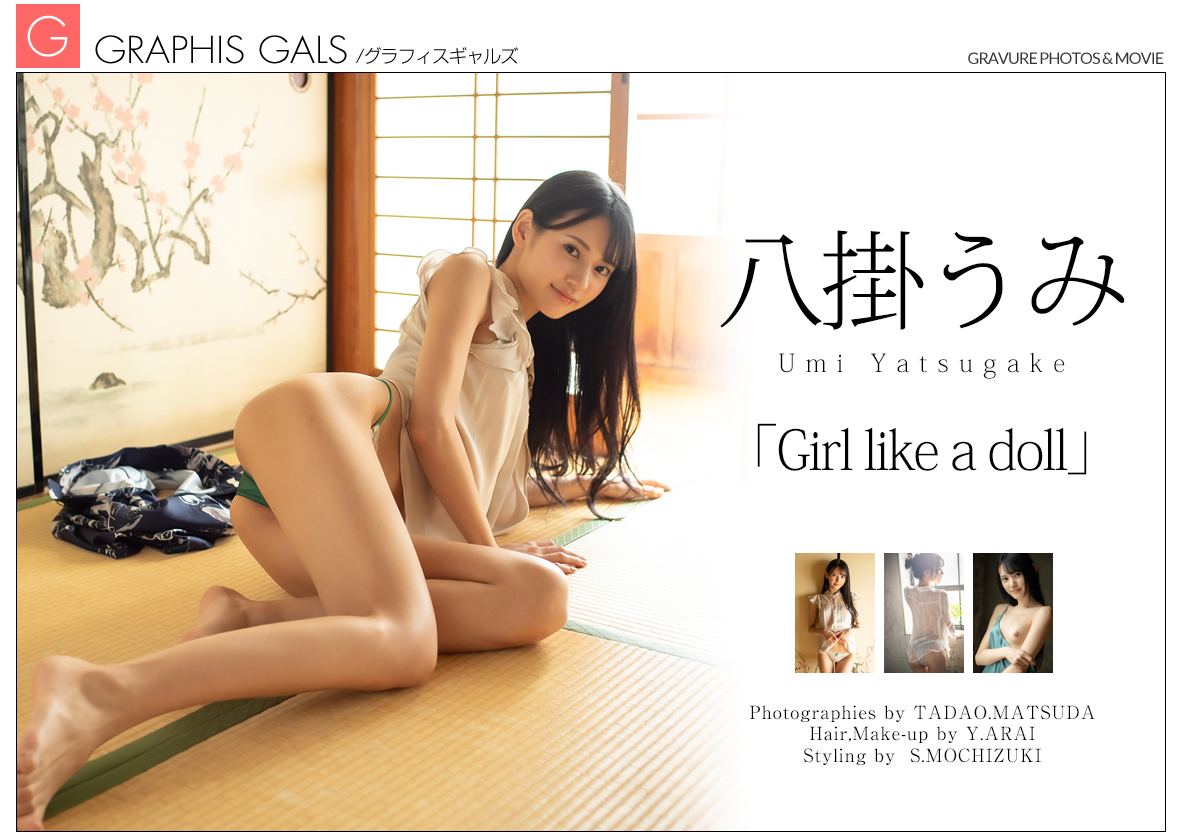 G
GRAPHIS GALS /グラフィスギャルズ
GRAVURE PHOTOS & MOVIE
八掛うみ
Umi Yatsugake
「Girl like a doll」
Photographies by TADAO.MATSUDA
Hair,Make-up by Y.ARAI
Styling by S.MOCHIZUKI